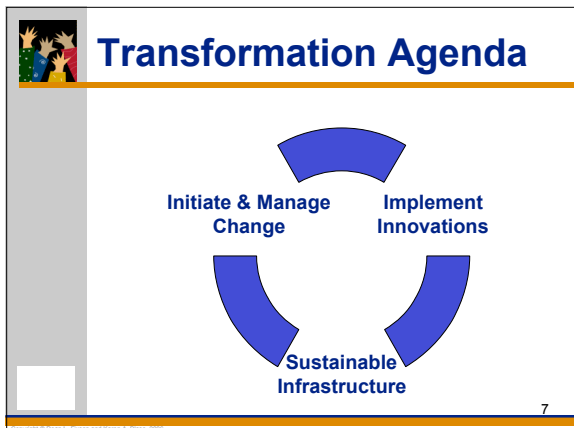 Transformation Agenda
Initiate & Manage
Change
Implement
Innovations
Sustainable
Infrastructure
7